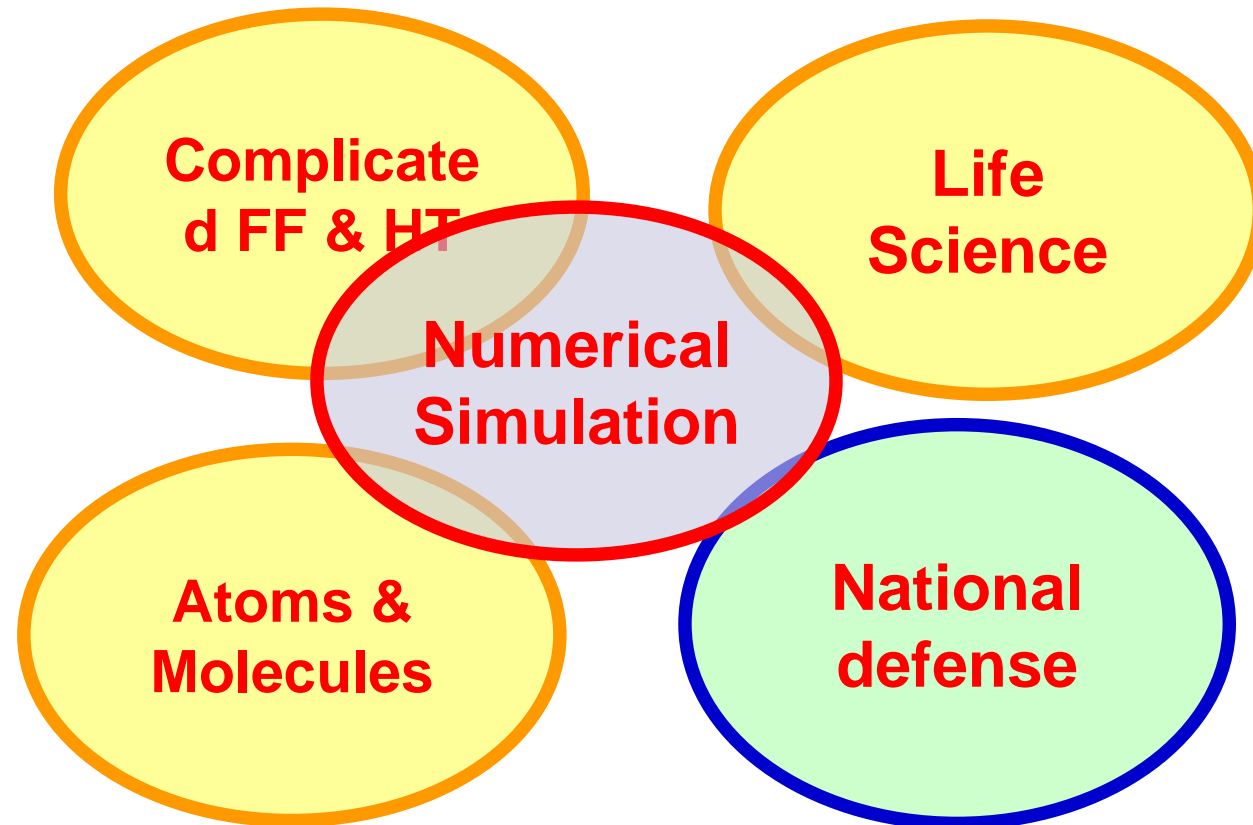 Complicate
d FF & HT
Life
Science
Numerical
Simulation
Atoms &
Molecules
National
defense